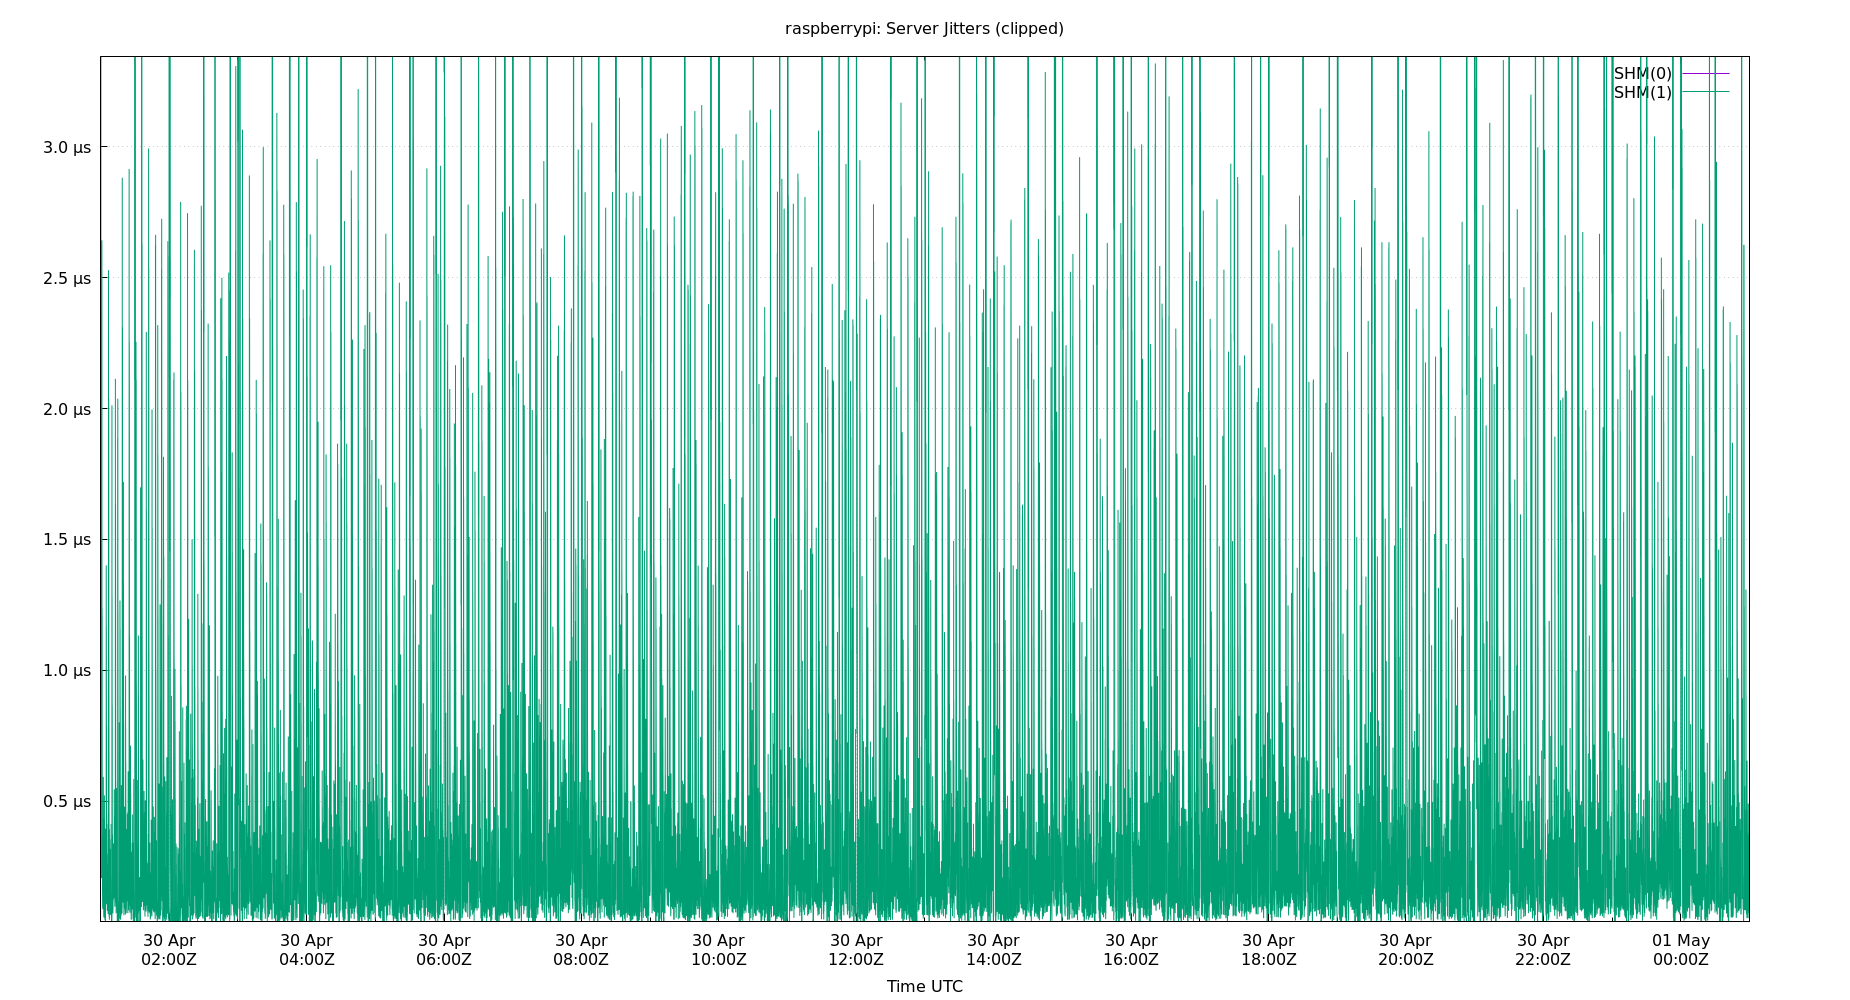 raspberrypi: Server Jitters (clipped)
SHM(0)
SHM(1)
3.0 µs
2.5 µs
2.0 µs
1.5 µs
1.0 µs
0.5 µs
30 Apr 30 Apr 30 Apr 30 Apr 30 Apr 30 Apr 30 Apr 30 Apr 30 Apr 30 Apr 30 Apr 01 May
02:00Z 04:00Z 06:00Z 08:00Z 10:00Z 12:00Z 14:00Z 16:00Z 18:00Z 20:00Z 22:00Z 00:00Z
Time UTC